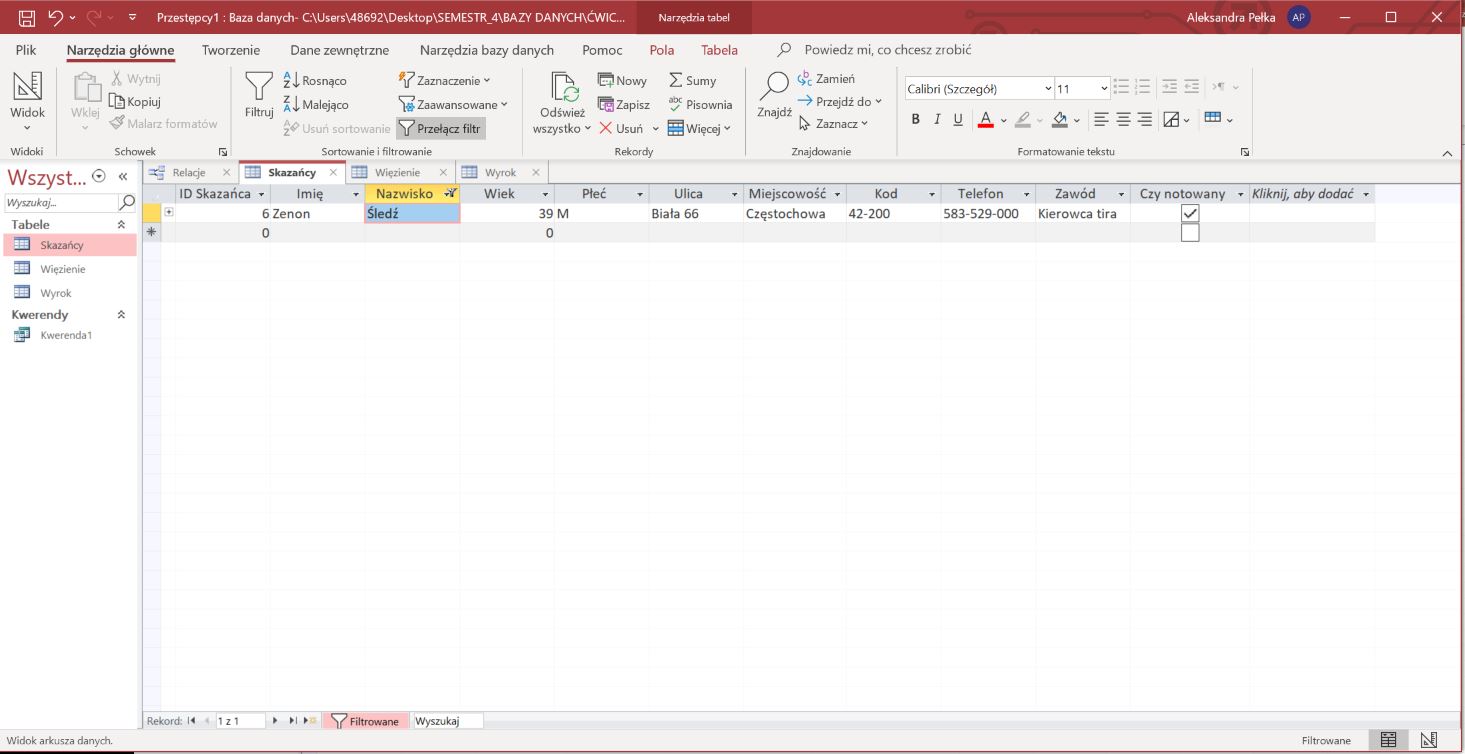 Przestępcy1 : Baza danych- C:\Users\48692\Desktop\SEMESTR_4\BAZY DANYCH\ĆWIC...
Narzędzia tabel
Aleksandra Pełka
AP
Plik
Narzędzia główne
Tworzenie
Dane zewnętrzne
Narzędzia bazy danych
Pomoc
Pola
Tabela
Powiedz mi, co chcesz zrobić
Widok
Widoki
Wklej
Wytnij
Kopiuj
Malarz formatów
Schowek
Filtruj
Rosnąco
Malejąco
Usuń sortowanie
Zaznaczenie
Zaawansowane
Przełącz filtr
Sortowanie i filtrowanie
Odśwież
wszystko
Nowy
Zapisz
Usuń
Sumy
Pisownia
Więcej
Rekordy
Znajdź
Zamień
Przejdź do
Zaznacz
Znajdowanie
Calibri (Szczegół)
11
B I U A
Formatowanie tekstu
Wszyst...
Wyszukaj...
Tabele
Skazańcy
Więzienie
Wyrok
Kwerendy
Kwerenda1
Relacje
Skazańcy
Więzienie
Wyrok
ID Skazańca Imię Nazwisko Wiek Płeć Ulica Miejscowość Kod Telefon Zawód Czy notowany Kliknij, aby dodać
6 Zenon Śledź 39 M Biała 66 Częstochowa 42-200 583-529-000 Kierowca tira
0 0
Rekord: 1 z 1 Filtrowane Wyszukaj
Widok arkusza danych.
Filtrowane